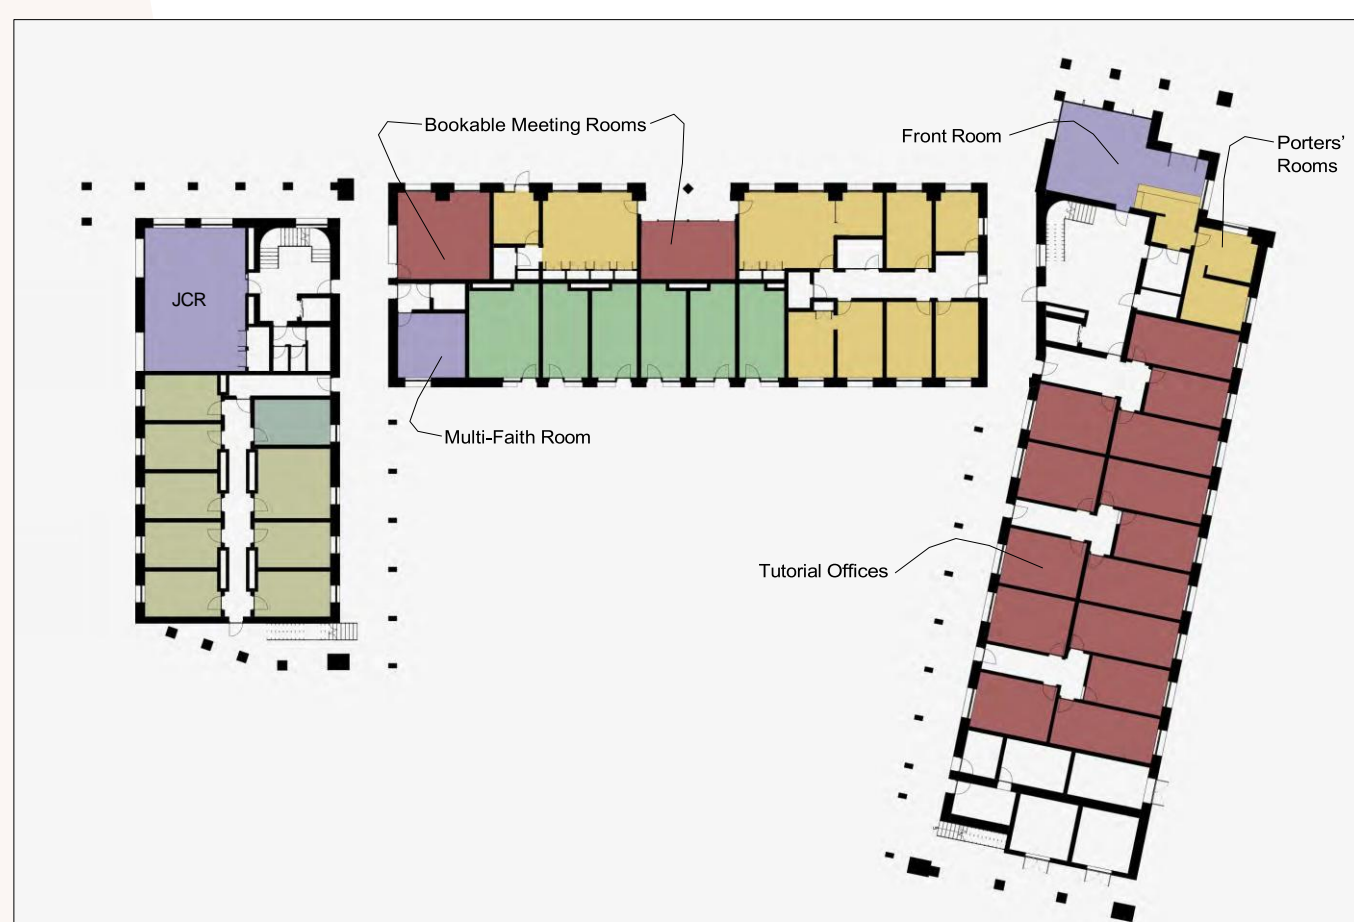 Bookable Meeting Rooms
Front Room
Porters'
Rooms
JCR
Multi-Faith Room
Tutorial Offices